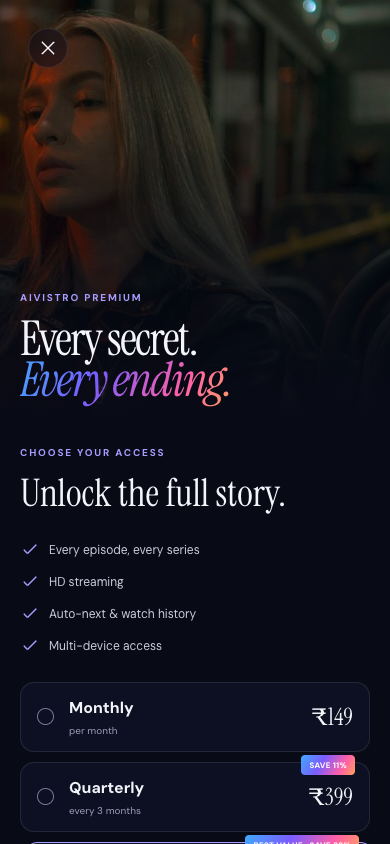 AIVISTRO PREMIUM
Every secret.
Every ending.
CHOOSE YOUR ACCESS
Unlock the full story.
Every episode, every series
HD streaming
Auto-next & watch history
Multi-device access
Monthly
per month
₹149
SAVE 11%
Quarterly
every 3 months
₹399